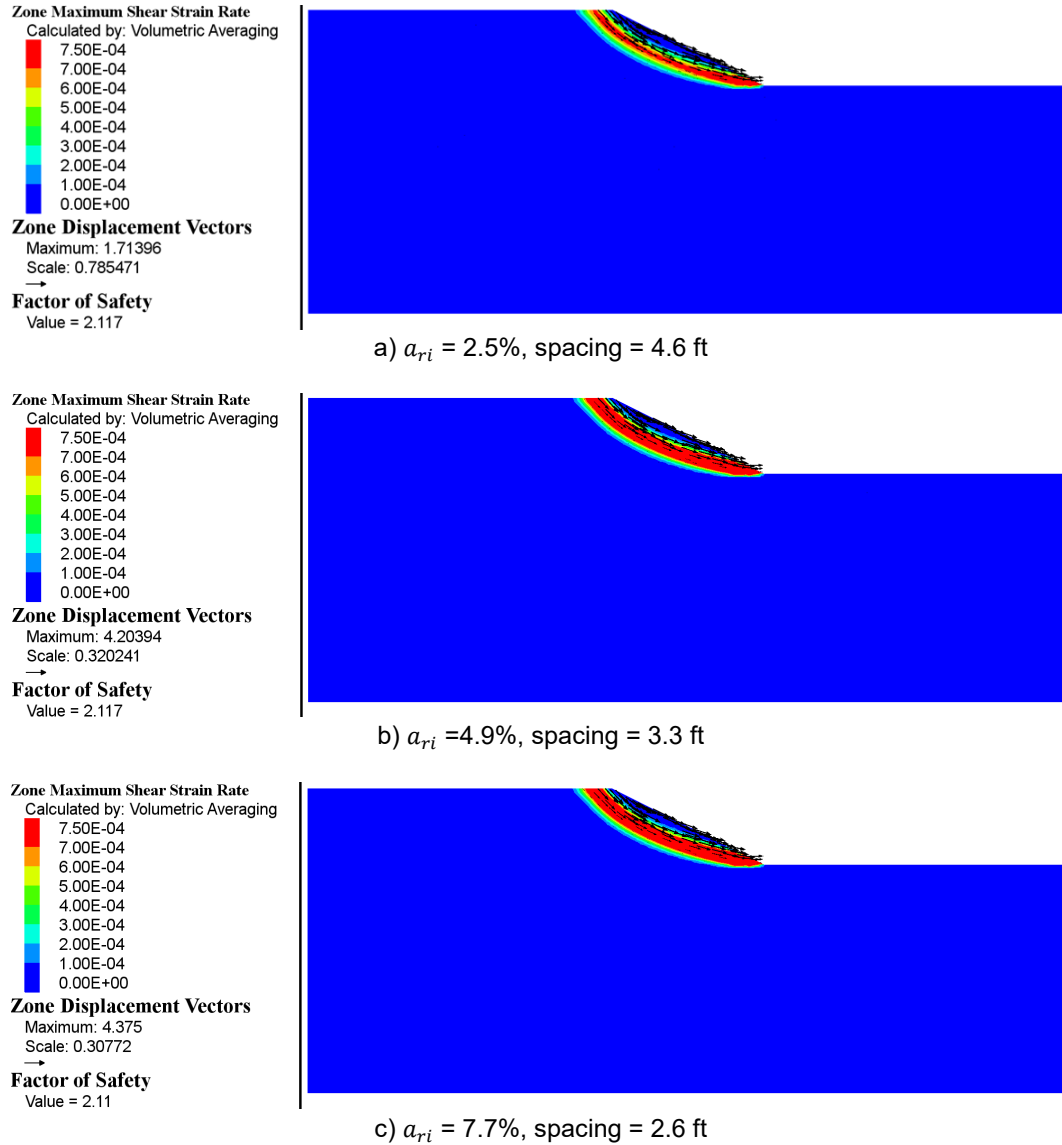 Zone Maximum Shear Strain Rate
Calculated by: Volumetric Averaging
7.50E-04
7.00E-04
6.00E-04
5.00E-04
4.00E-04
3.00E-04
2.00E-04
1.00E-04
0.00E+00
Zone Displacement Vectors
Maximum: 1.71396
Scale: 0.785471
Factor of Safety
Value = 2.117
a) a_ri = 2.5%, spacing = 4.6 ft
Zone Maximum Shear Strain Rate
Calculated by: Volumetric Averaging
7.50E-04
7.00E-04
6.00E-04
5.00E-04
4.00E-04
3.00E-04
2.00E-04
1.00E-04
0.00E+00
Zone Displacement Vectors
Maximum: 4.20394
Scale: 0.320241
Factor of Safety
Value = 2.117
b) a_ri =4.9%, spacing = 3.3 ft
Zone Maximum Shear Strain Rate
Calculated by: Volumetric Averaging
7.50E-04
7.00E-04
6.00E-04
5.00E-04
4.00E-04
3.00E-04
2.00E-04
1.00E-04
0.00E+00
Zone Displacement Vectors
Maximum: 4.375
Scale: 0.30772
Factor of Safety
Value = 2.11
c) a_ri = 7.7%, spacing = 2.6 ft